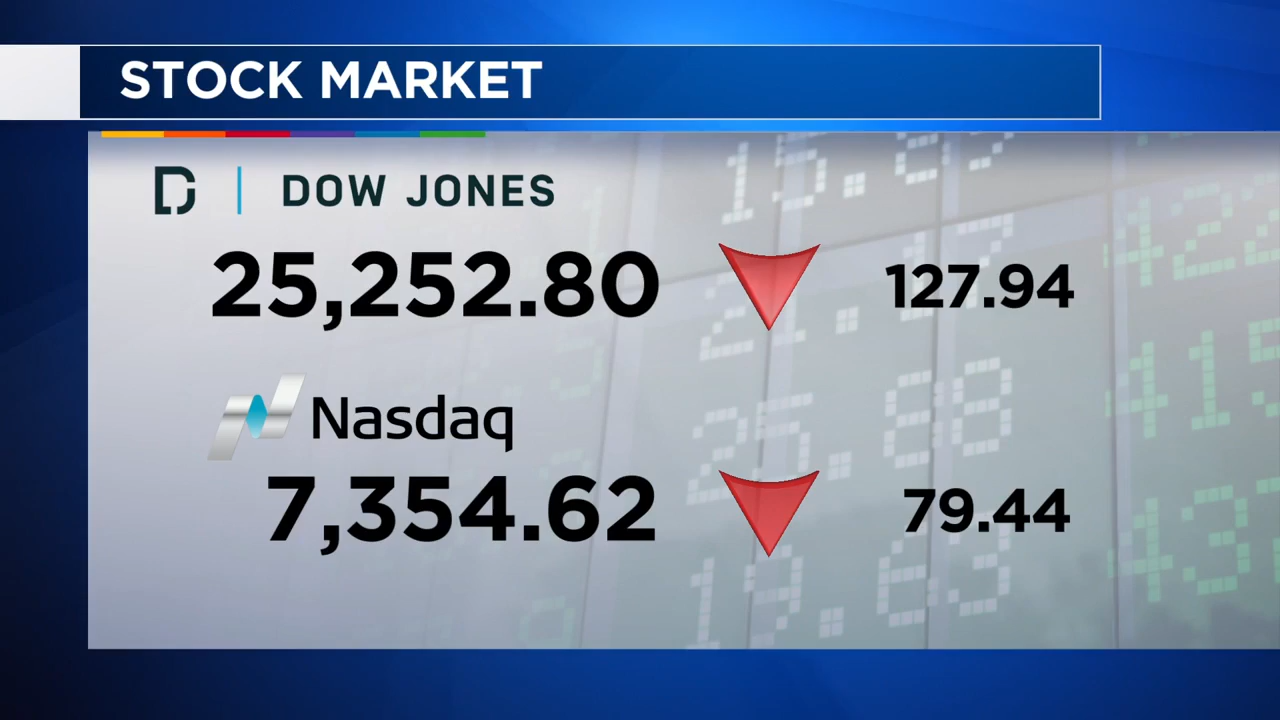 STOCK MARKET
DOW JONES
25,252.80 127.94
Nasdaq
7,354.62 79.44